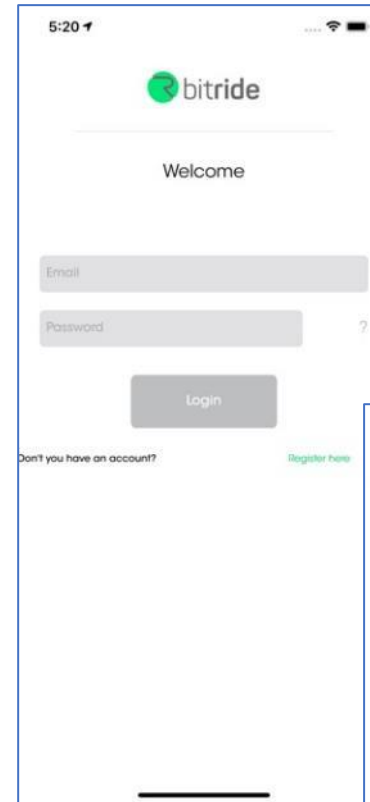 5:20
bitride
Welcome
Email
Password ?
Login
Don't you have an account? Register here